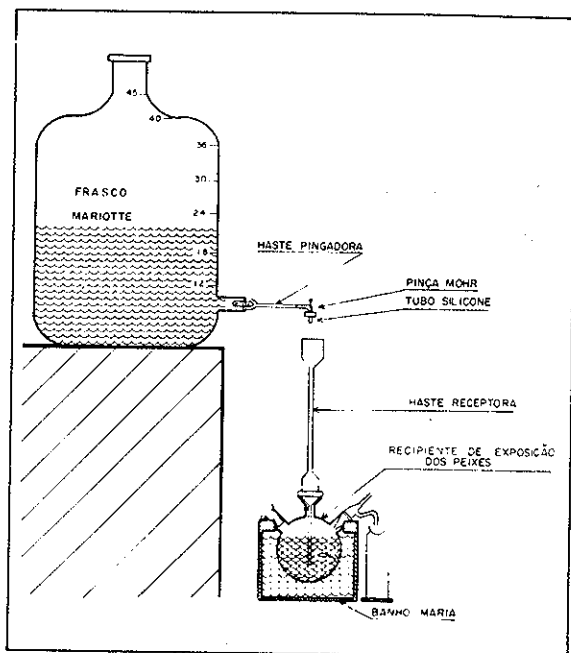 45
40
36
30
FRASCO
MARIOTTE
24
18
12
HASTE PINGADORA
PINÇA MOHR
TUBO SILICONE
HASTE RECEPTORA
RECIPIENTE DE EXPOSIÇÃO
DOS PEIXES
BANHO MARIA